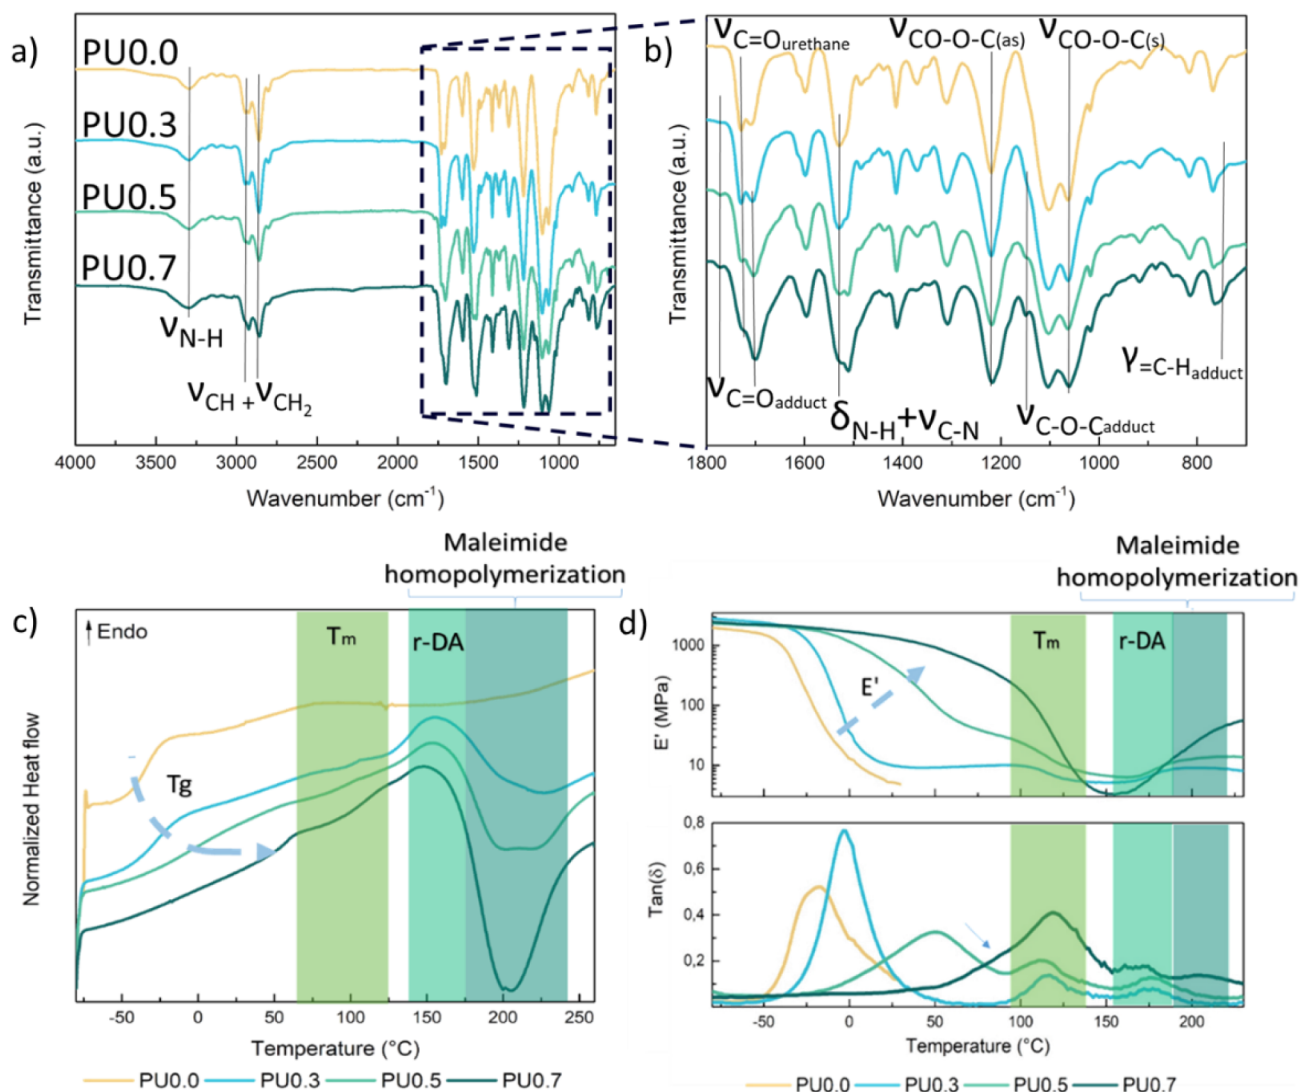 a)
PU0.0
PU0.3
PU0.5
PU0.7
νN-H
νCH + νCH2
Transmittance (a.u.)
4000 3500 3000 2500 2000 1500 1000
Wavenumber (cm-1)
b)
νC=Ourethane
νCO-O-C(as)
νCO-O-C(s)
νC=Oadduct
δN-H+νC-N
νC-O-Cadduct
γ=C-Hadduct
Transmittance (a.u.)
1800 1600 1400 1200 1000 800
Wavenumber (cm-1)
Maleimide
homopolymerization
c)
Endo
Tm
r-DA
Tg
Normalized Heat flow
-50 0 50 100 150 200 250
Temperature (°C)
PU0.0 PU0.3 PU0.5 PU0.7
Maleimide
homopolymerization
d)
Tm
r-DA
E'
E' (MPa)
1000
100
10
Tan(δ)
0,8
0,6
0,4
0,2
-50 0 50 100 150 200
Temperature (°C)
PU0.0 PU0.3 PU0.5 PU0.7